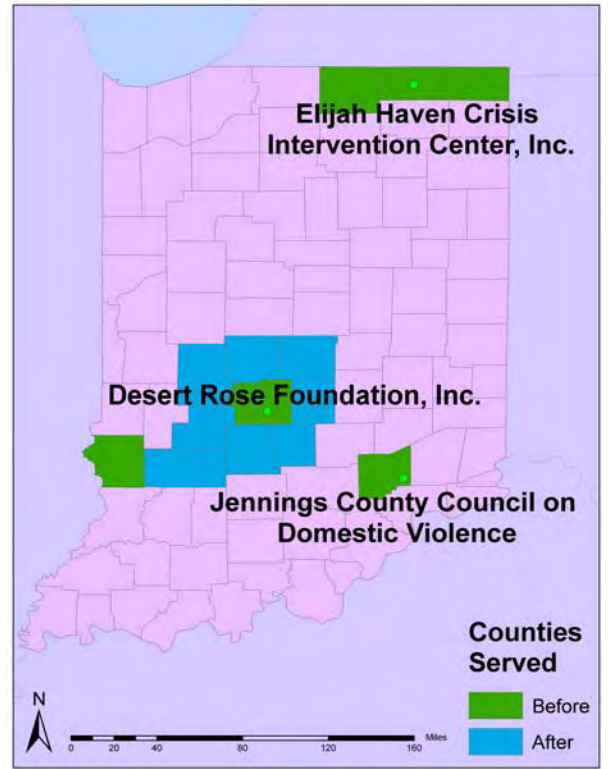 Elijah Haven Crisis
Intervention Center, Inc.
Desert Rose Foundation, Inc.
Jennings County Council on
Domestic Violence
Counties
Served
Before
After
N
Miles
0 20 40 80 120 160